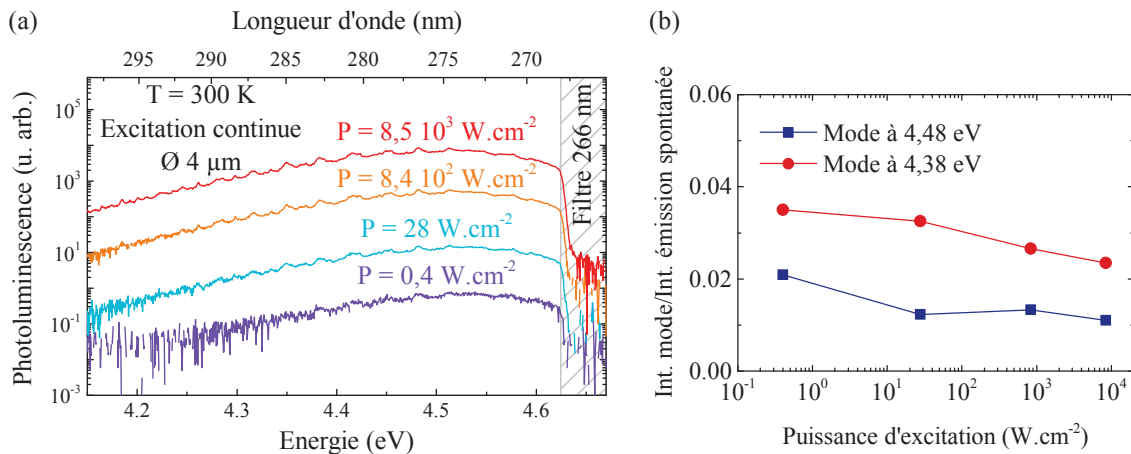 (a)
Longueur d'onde (nm)
295 290 285 280 275 270
T = 300 K
Excitation continue
Ø 4 µm
P = 8,5 10³ W.cm⁻²
P = 8,4 10² W.cm⁻²
P = 28 W.cm⁻²
P = 0,4 W.cm⁻²
Filtre 266 nm
Photoluminescence (u. arb.)
10⁵
10³
10¹
10⁻¹
10⁻³
4.2 4.3 4.4 4.5 4.6
Energie (eV)
(b)
Int. mode/Int. émission spontanée
0.06
0.04
0.02
0.00
Mode à 4,48 eV
Mode à 4,38 eV
10⁻¹ 10⁰ 10¹ 10² 10³ 10⁴
Puissance d'excitation (W.cm⁻²)